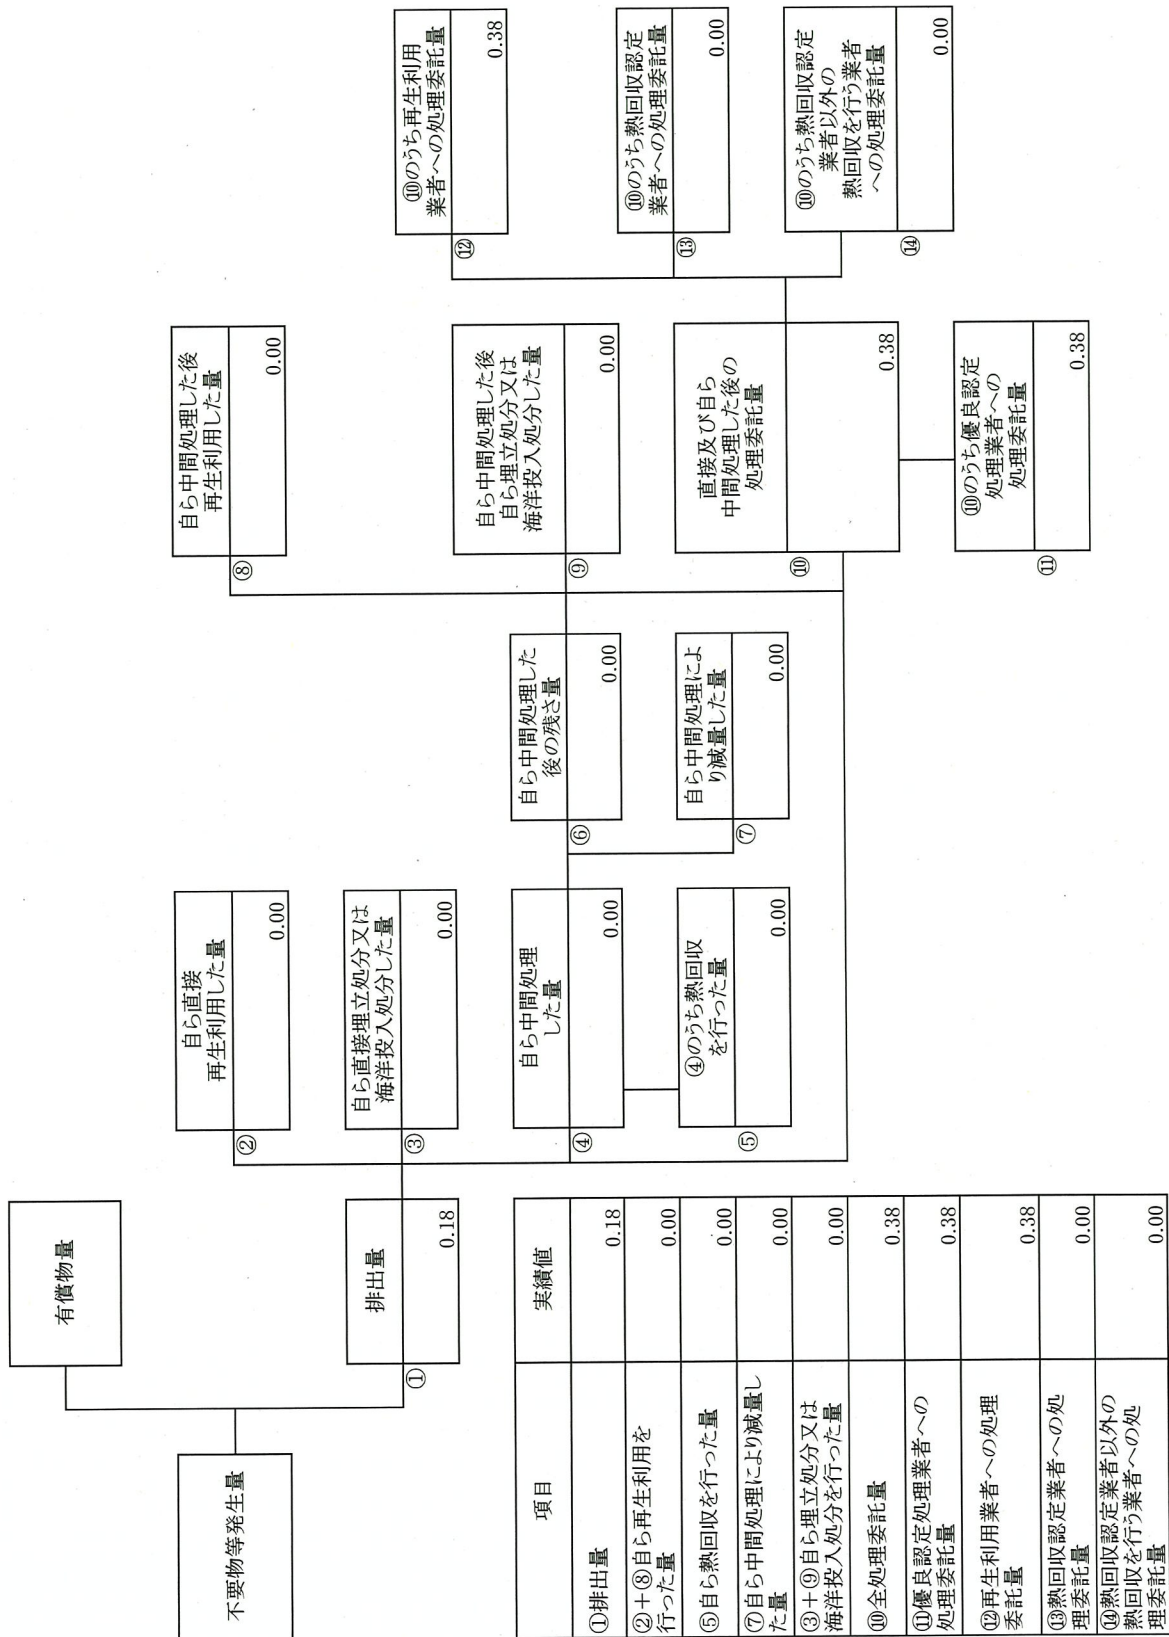 不要物等発生量
有償物量
排出量
①
0.18
自ら直接
再生利用した量
②
0.00
自ら直接埋立処分又は
海洋投入処分した量
③
0.00
自ら中間処理
した量
④
0.00
④のうち熱回収
を行った量
⑤
0.00
自ら中間処理した
後の残さ量
⑥
0.00
自ら中間処理によ
り減量した量
⑦
0.00
自ら中間処理した後
再生利用した量
⑧
0.00
自ら中間処理した後
自ら埋立処分又は
海洋投入処分した量
⑨
0.00
直接及び自ら
中間処理した後の
処理委託量
⑩
0.38
⑩のうち優良認定
処理業者への
処理委託量
⑪
0.38
⑩のうち再生利用
業者への処理委託量
⑫
0.38
⑩のうち熱回収認定
業者への処理委託量
⑬
0.00
⑩のうち熱回収認定
業者以外の
熱回収を行う業者
への処理委託量
⑭
0.00
項目 実績値
①排出量 0.18
②+⑧自ら再生利用を
行った量 0.00
⑤自ら熱回収を行った量 0.00
⑦自ら中間処理により減量し
た量 0.00
③+⑨自ら埋立処分又は
海洋投入処分を行った量 0.00
⑩全処理委託量 0.38
⑪優良認定処理業者への
処理委託量 0.38
⑫再生利用業者への処理
委託量 0.38
⑬熱回収認定業者への処
理委託量 0.00
⑭熱回収認定業者以外の
熱回収を行う業者への処
理委託量 0.00